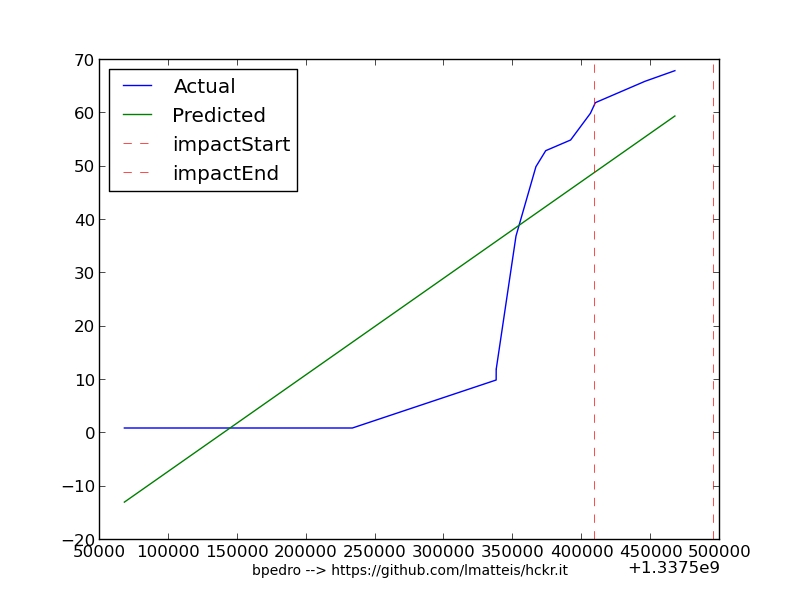 70
60
50
40
30
20
10
0
−10
−20
Actual
Predicted
impactStart
impactEnd
50000 100000 150000 200000 250000 300000 350000 400000 450000 500000
bpedro --> https://github.com/lmatteis/hckr.it
+1.3375e9